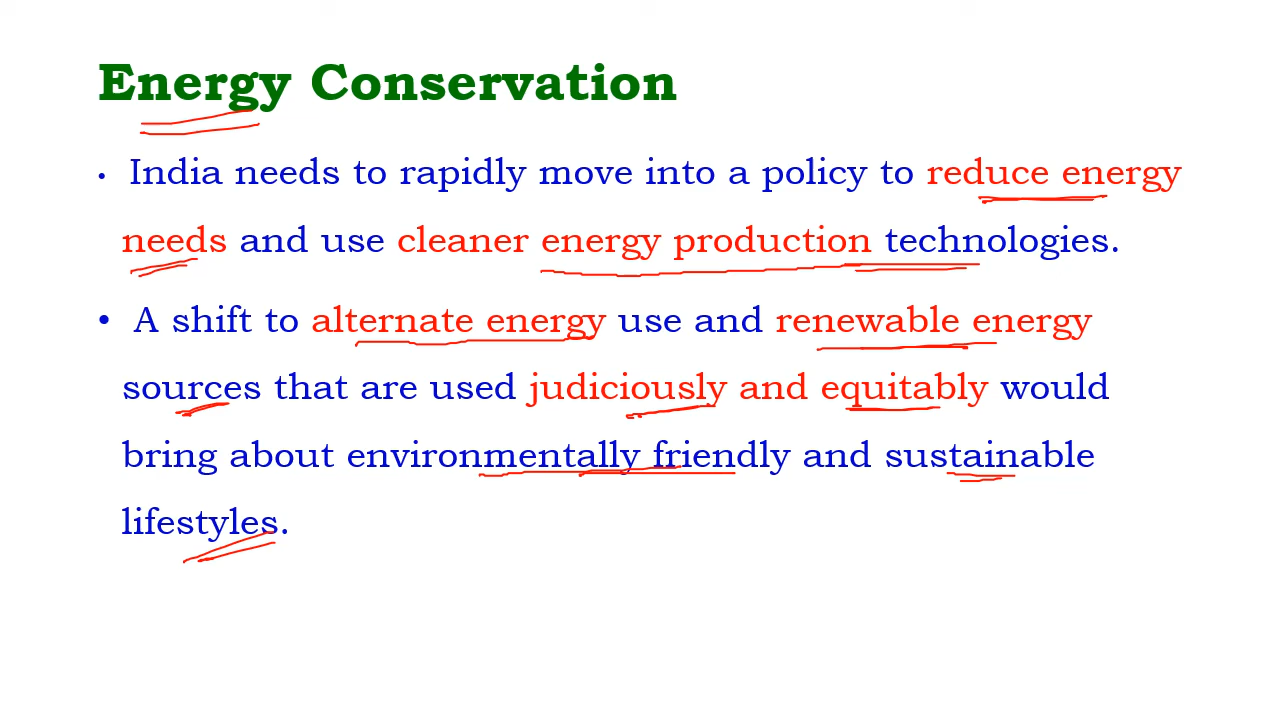 Energy Conservation
• India needs to rapidly move into a policy to reduce energy
needs and use cleaner energy production technologies.
• A shift to alternate energy use and renewable energy
sources that are used judiciously and equitably would
bring about environmentally friendly and sustainable
lifestyles.